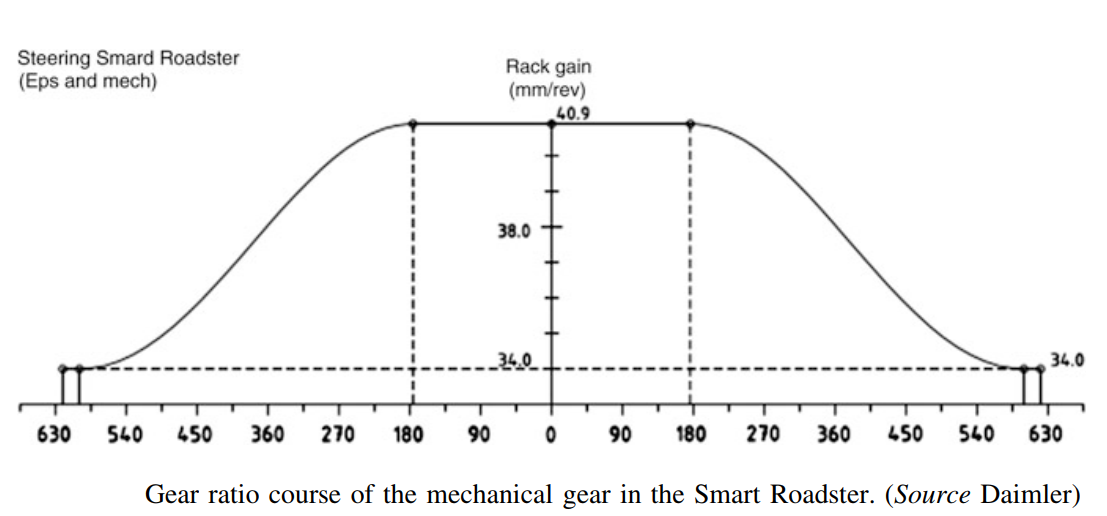 Steering Smard Roadster
(Eps and mech)
Rack gain
(mm/rev)
40.9
38.0
34.0
34.0
630 540 450 360 270 180 90 0 90 180 270 360 450 540 630
Gear ratio course of the mechanical gear in the Smart Roadster. (Source Daimler)